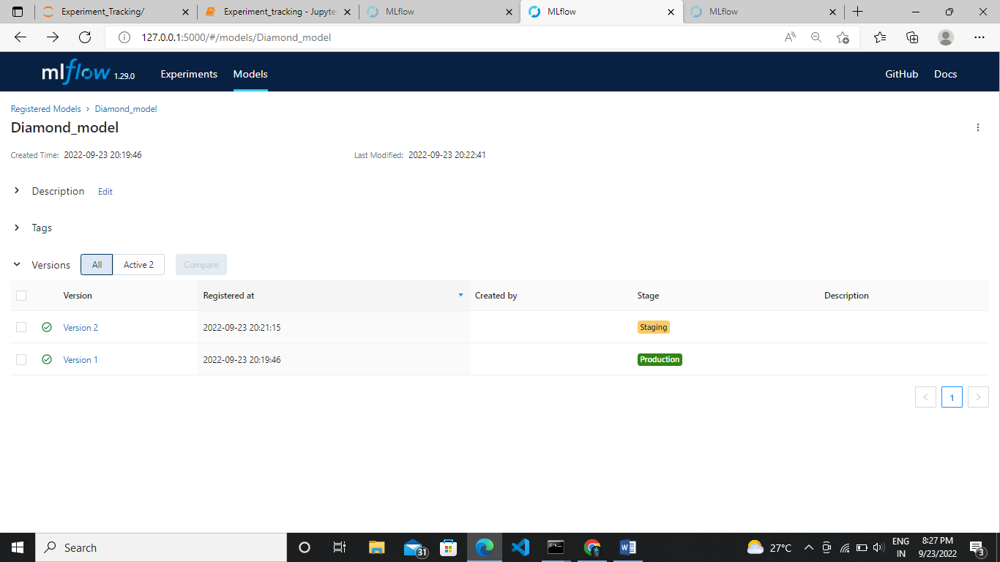 Experiment_Tracking/
Experiment_tracking - Jupyte
MLflow
MLflow
MLflow
127.0.0.1:5000/#/models/Diamond_model
mlflow 1.29.0 Experiments Models GitHub Docs
Registered Models > Diamond_model
Diamond_model
Created Time: 2022-09-23 20:19:46 Last Modified: 2022-09-23 20:22:41
Description Edit
Tags
Versions All Active 2 Compare
Version Registered at Created by Stage Description
Version 2 2022-09-23 20:21:15 Staging
Version 1 2022-09-23 20:19:46 Production
< 1 >
Search
31
27°C
ENG
IN
8:27 PM
9/23/2022
3